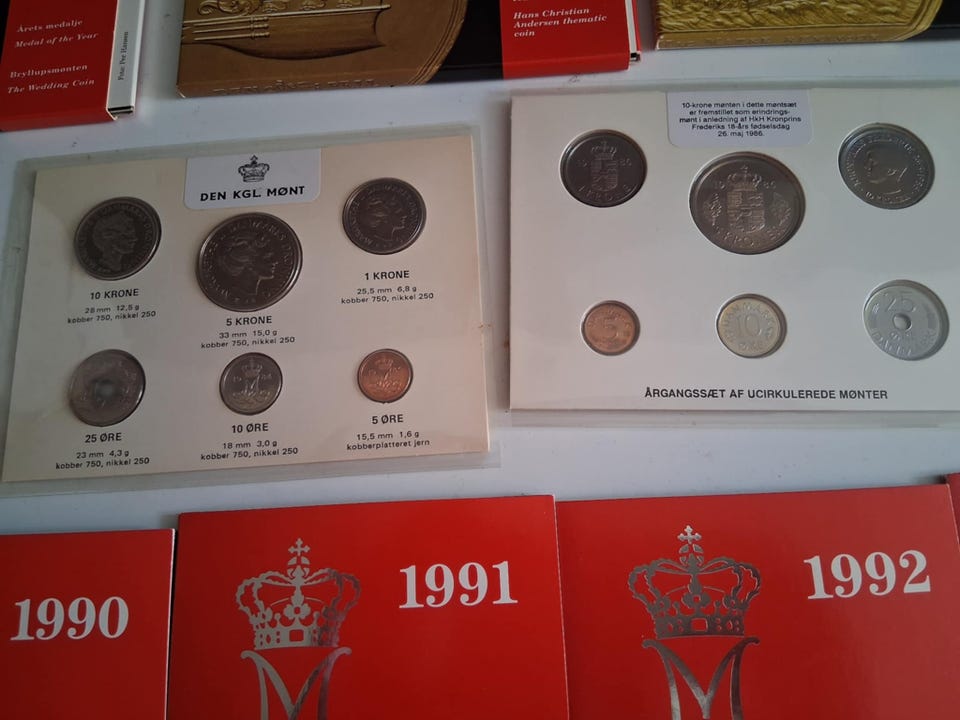 Årets medalje
Medal of the Year
Bryllupsmønten
The Wedding Coin
Foto: Per Hansen
Hans Christian
Andersen thematic
coin
DEN KGL. MØNT
10 KRONE
28 mm 12,5 g
kobber 750, nikkel 250
5 KRONE
33 mm 15,0 g
kobber 750, nikkel 250
1 KRONE
25,5 mm 6,8 g
kobber 750, nikkel 250
25 ØRE
23 mm 4,3 g
kobber 750, nikkel 250
10 ØRE
18 mm 3,0 g
kobber 750, nikkel 250
5 ØRE
15,5 mm 1,6 g
kobberplatteret jern
10-krone mønten i dette møntsæt
er fremstillet som erindrings-
mønt i anledning af HKH Kronprins
Frederiks 18-års fødselsdag
26. maj 1986.
5
10
25
ÅRGANGSSÆT AF UCIRKULEREDE MØNTER
1990
1991
1992